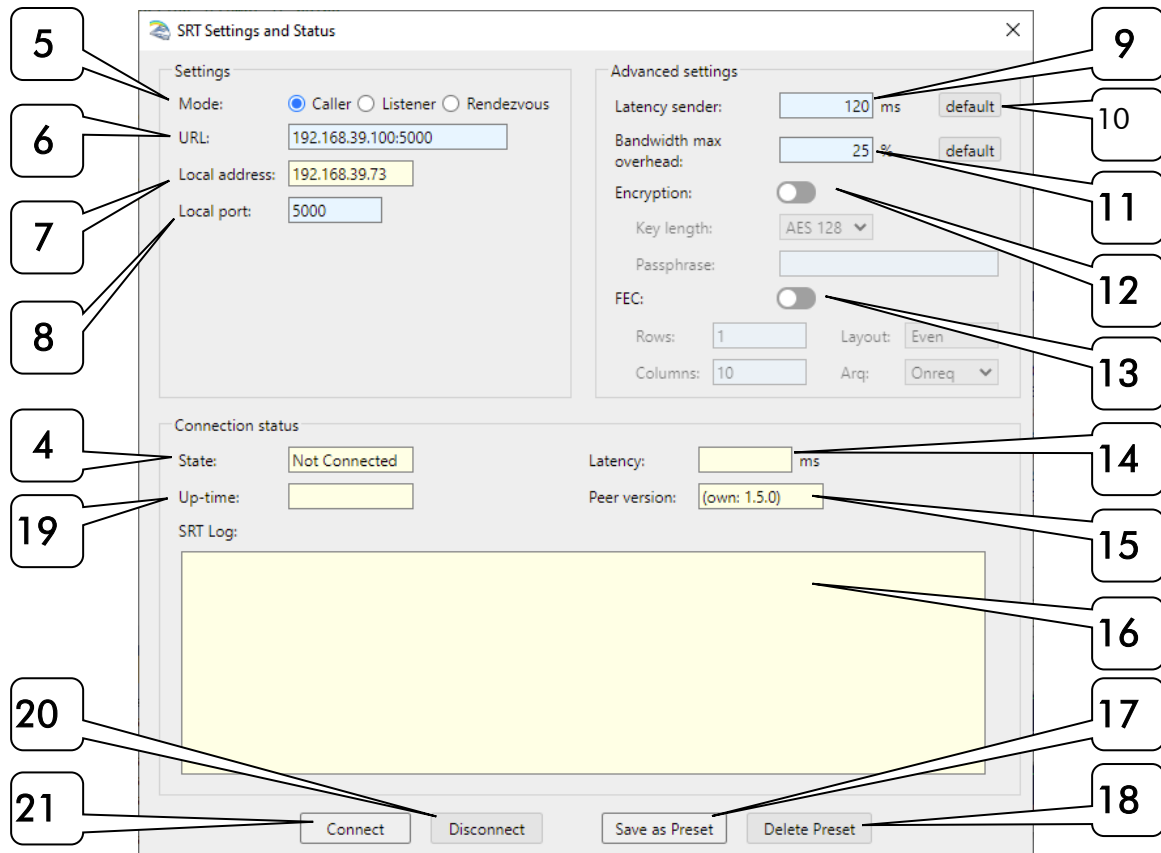 SRT Settings and Status
5
9
Settings
Advanced settings
Mode: Caller Listener Rendezvous
Latency sender: 120 ms default
10
6
URL: 192.168.39.100:5000
Bandwidth max
overhead: 25 % default
Local address: 192.168.39.73
Encryption:
11
7
Local port: 5000
Key length: AES 128
Passphrase:
12
8
FEC:
Rows: 1 Layout: Even
Columns: 10 Arq: Onreq
13
Connection status
4
State: Not Connected
Latency: ms
14
Up-time:
Peer version: (own: 1.5.0)
19
SRT Log:
15
16
20
17
21
Connect Disconnect Save as Preset Delete Preset
18